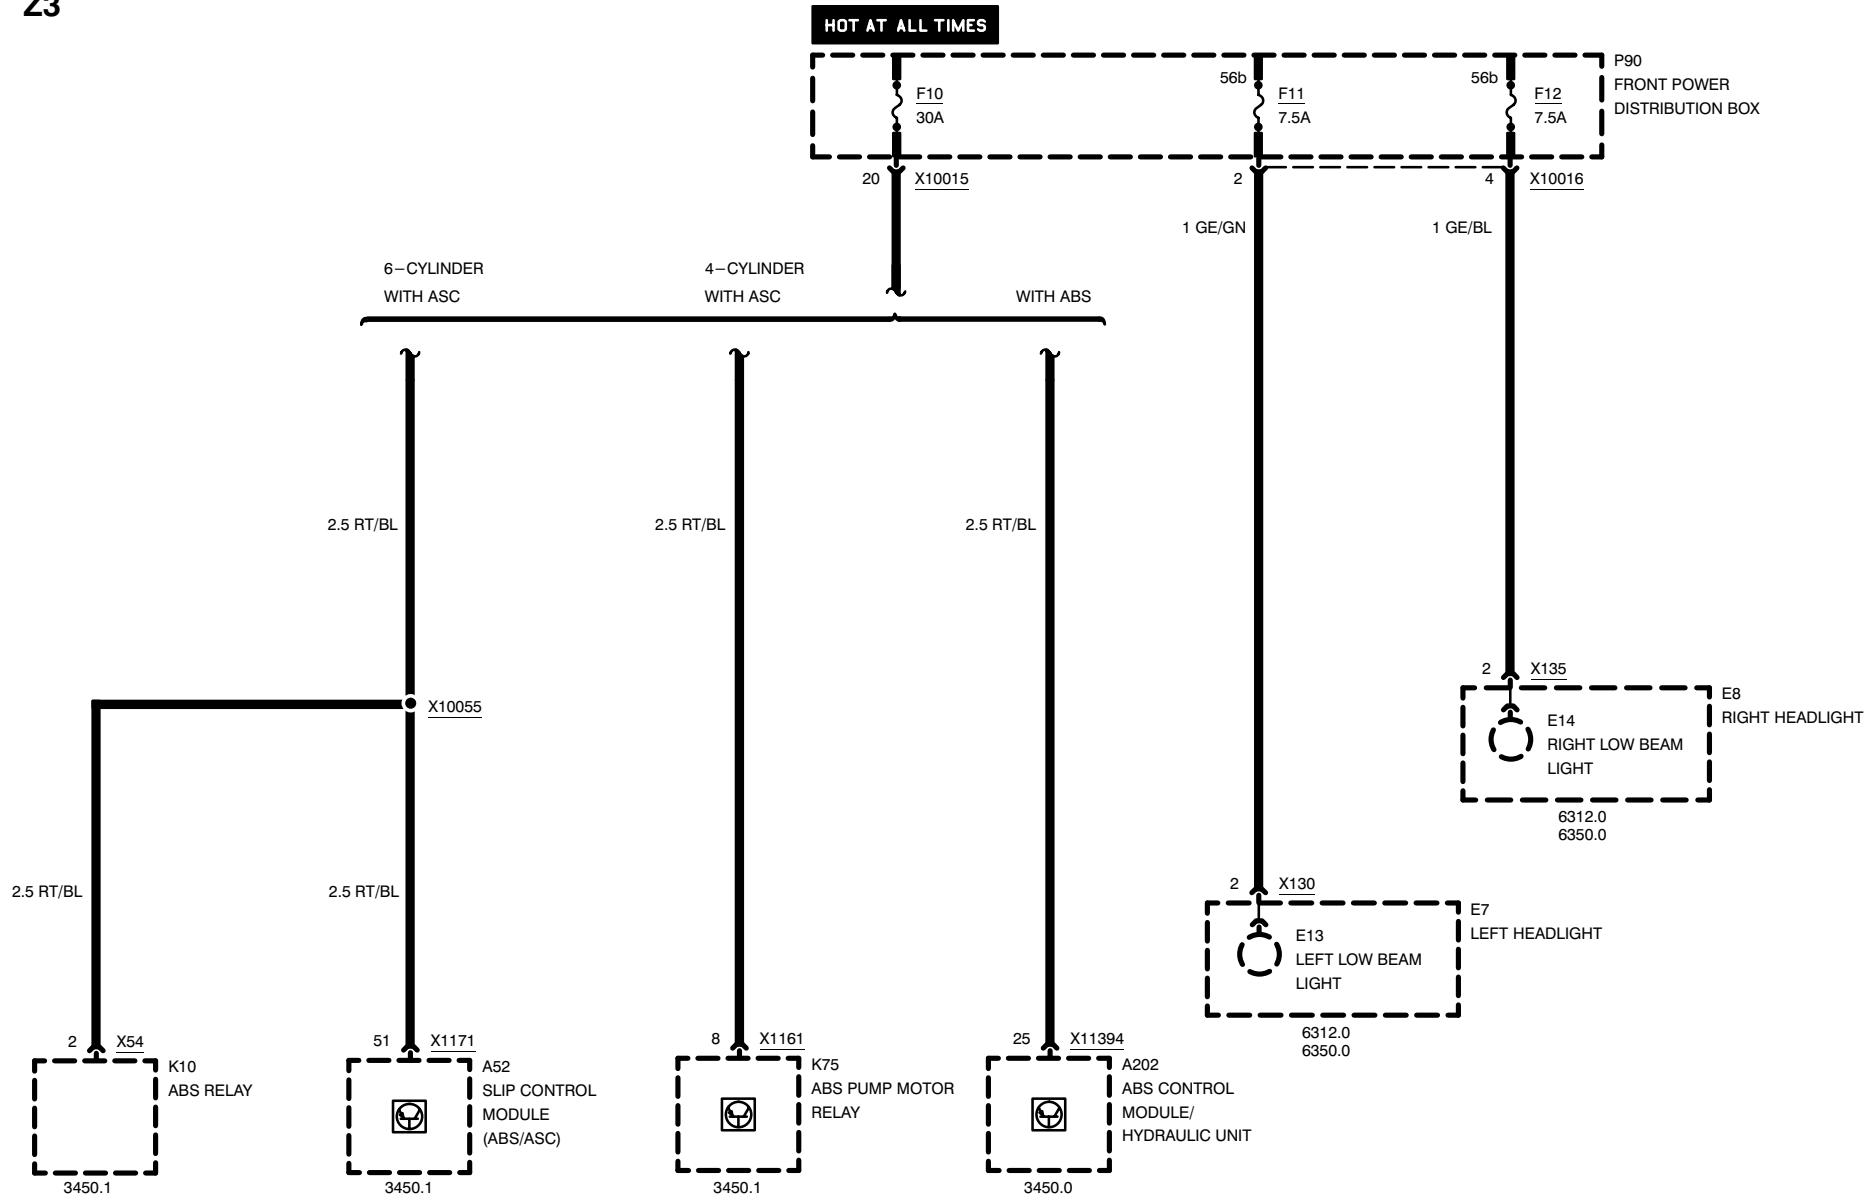 Z3
HOT AT ALL TIMES
P90
FRONT POWER
DISTRIBUTION BOX
F10
30A
56b
F11
7.5A
56b
F12
7.5A
20 X10015
2
4 X10016
1 GE/GN
1 GE/BL
6-CYLINDER
WITH ASC
4-CYLINDER
WITH ASC
WITH ABS
2.5 RT/BL
2.5 RT/BL
2.5 RT/BL
X10055
2 X135
E8
RIGHT HEADLIGHT
E14
RIGHT LOW BEAM
LIGHT
6312.0
6350.0
2.5 RT/BL
2.5 RT/BL
2 X130
E7
LEFT HEADLIGHT
E13
LEFT LOW BEAM
LIGHT
6312.0
6350.0
2 X54
K10
ABS RELAY
3450.1
51 X1171
A52
SLIP CONTROL
MODULE
(ABS/ASC)
3450.1
8 X1161
K75
ABS PUMP MOTOR
RELAY
3450.1
25 X11394
A202
ABS CONTROL
MODULE/
HYDRAULIC UNIT
3450.0